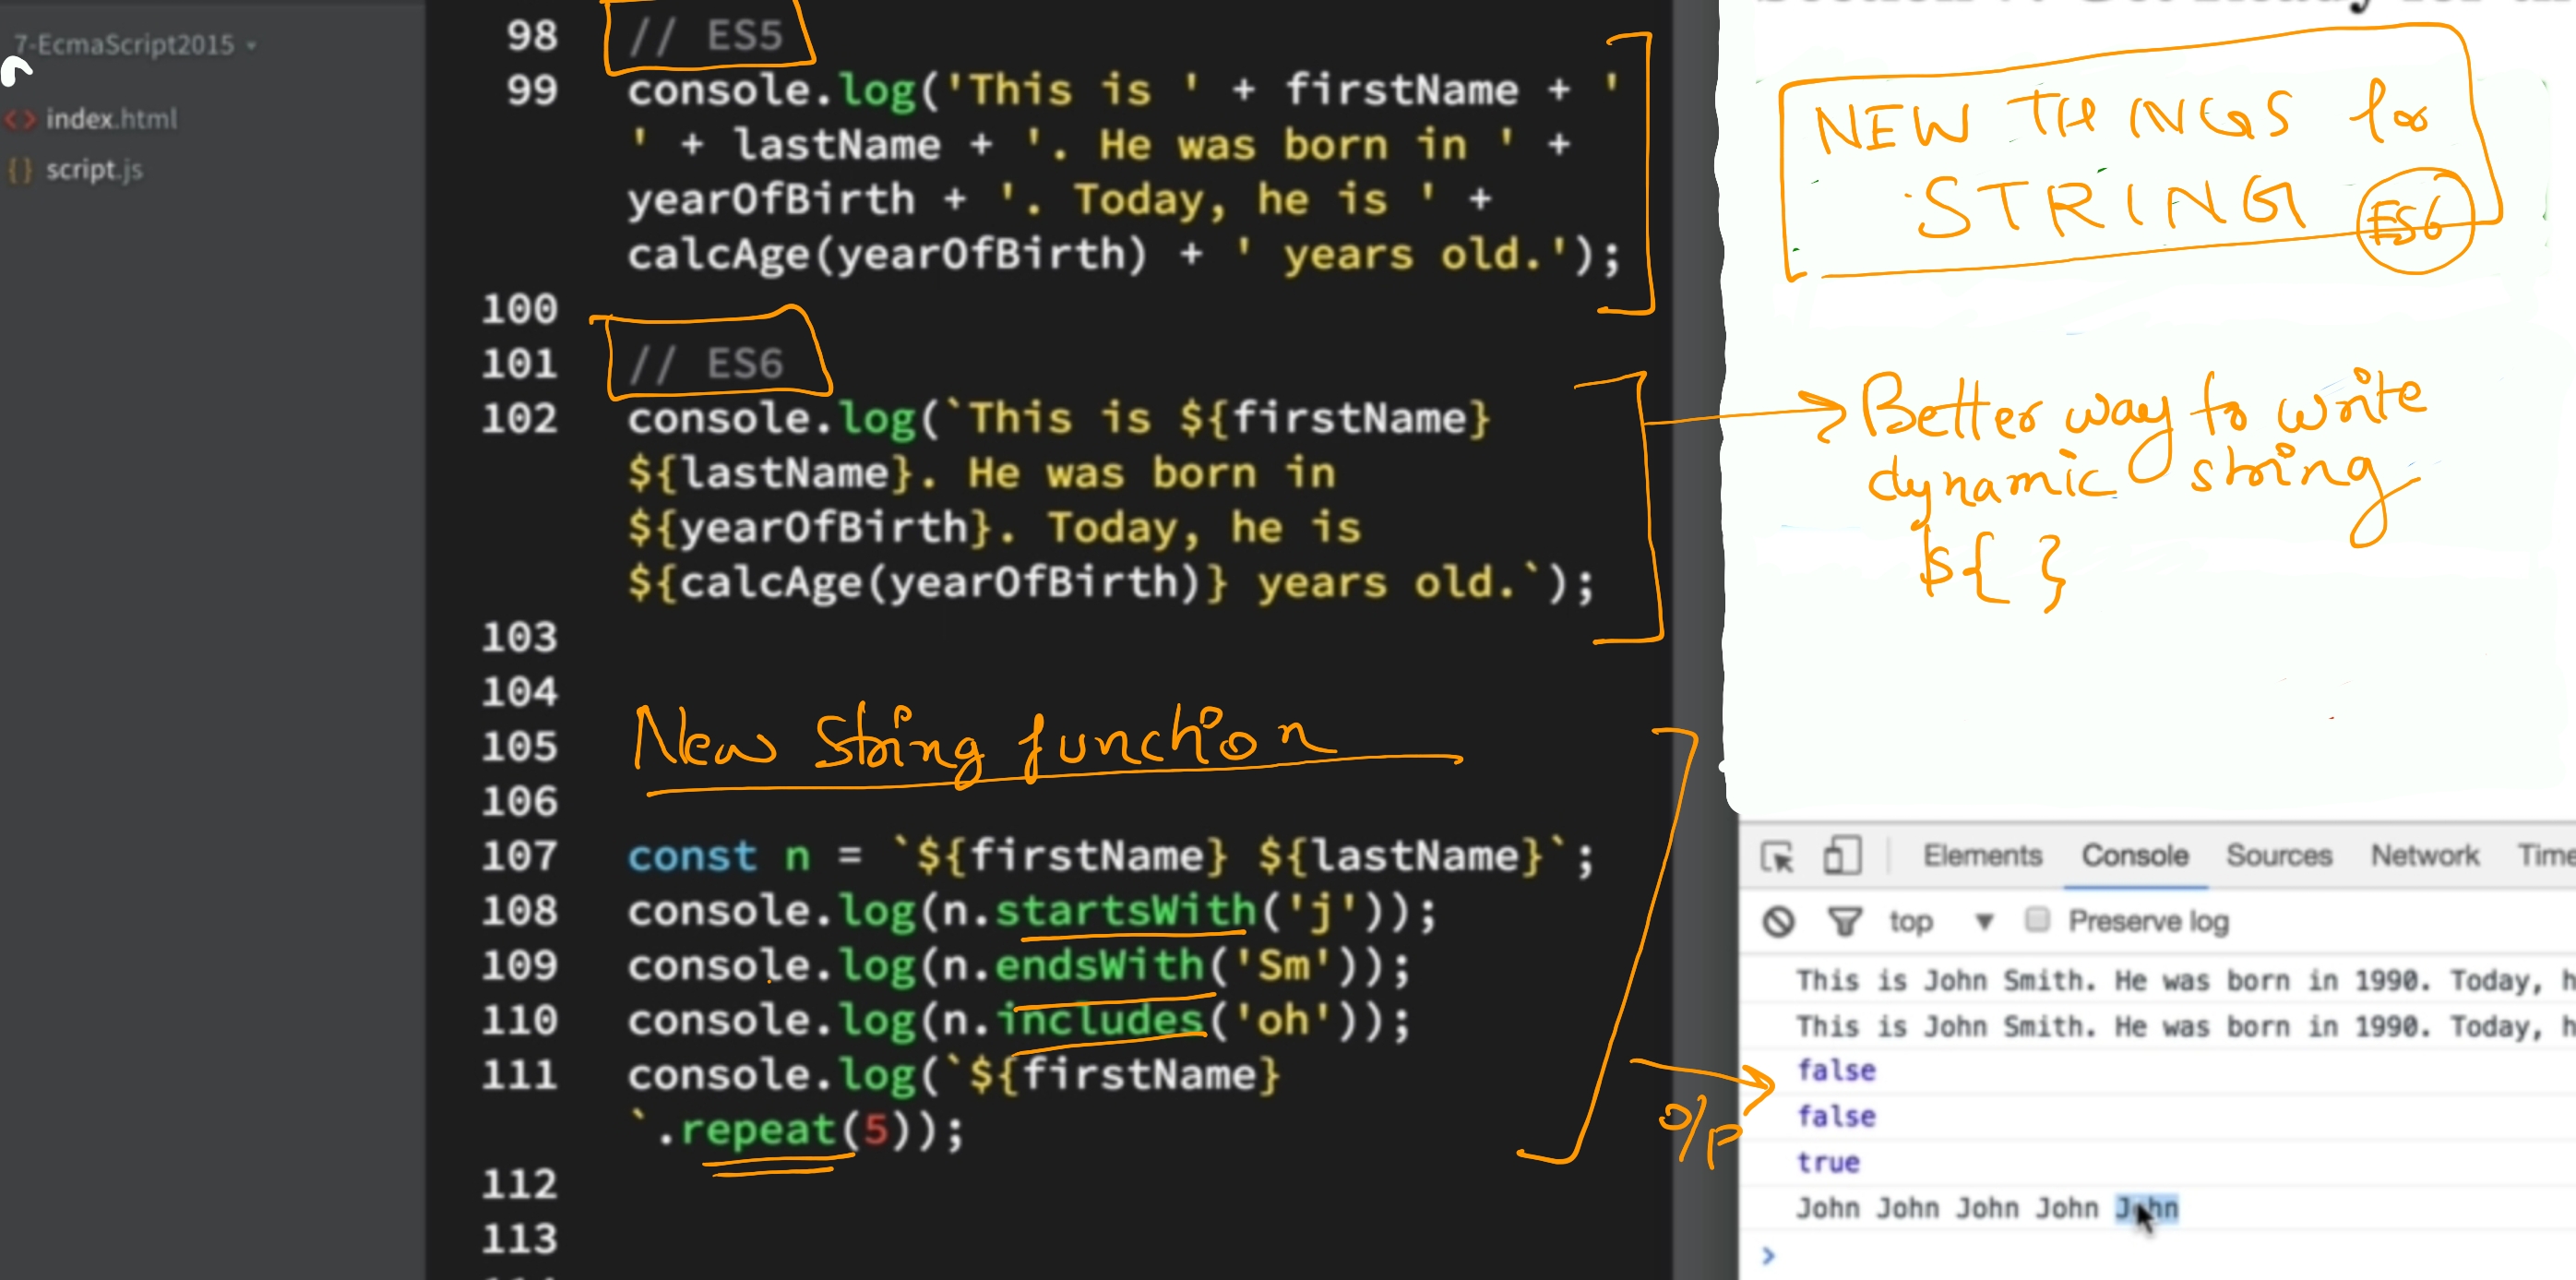 7-EcmaScript2015
index.html
script.js
98 // ES5
99 console.log('This is ' + firstName + '
' + lastName + '. He was born in ' +
yearOfBirth + '. Today, he is ' +
calcAge(yearOfBirth) + ' years old.');
100
101 // ES6
102 console.log(`This is ${firstName}
${lastName}. He was born in
${yearOfBirth}. Today, he is
${calcAge(yearOfBirth)} years old.`);
103
104
105 New String function
106
107 const n = `${firstName} ${lastName}`;
108 console.log(n.startsWith('j'));
109 console.log(n.endsWith('Sm'));
110 console.log(n.includes('oh'));
111 console.log(`${firstName}
`.repeat(5));
112
113
NEW THINGS for
STRING ES6
Better way to write
dynamic string
${ }
O/P
Elements Console Sources Network Time
top Preserve log
This is John Smith. He was born in 1990. Today, h
This is John Smith. He was born in 1990. Today, h
false
false
true
John John John John John